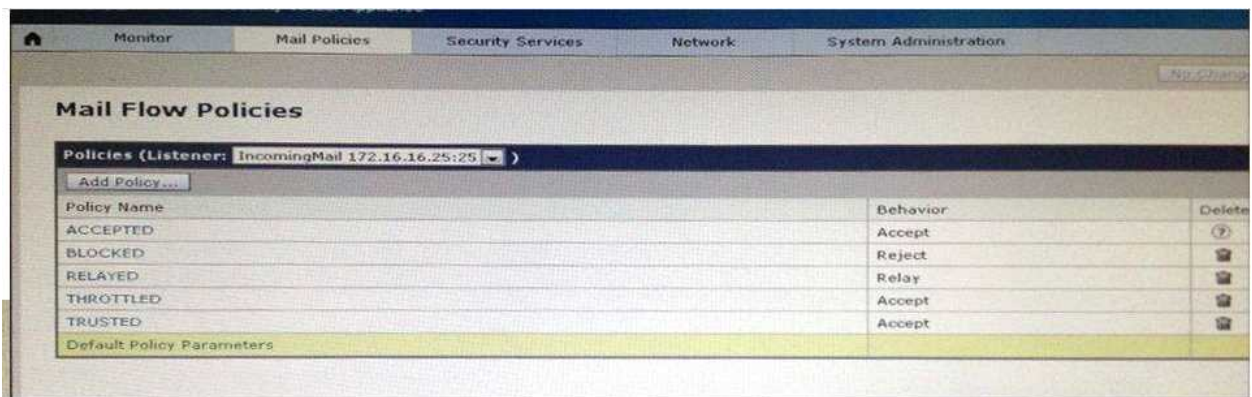 Monitor Mail Policies Security Services Network System Administration
Mail Flow Policies
Policies (Listener: IncomingMail 172.16.16.25:25 )
Add Policy...
Policy Name Behavior Delete
ACCEPTED Accept ?
BLOCKED Reject
RELAYED Relay
THROTTLED Accept
TRUSTED Accept
Default Policy Parameters